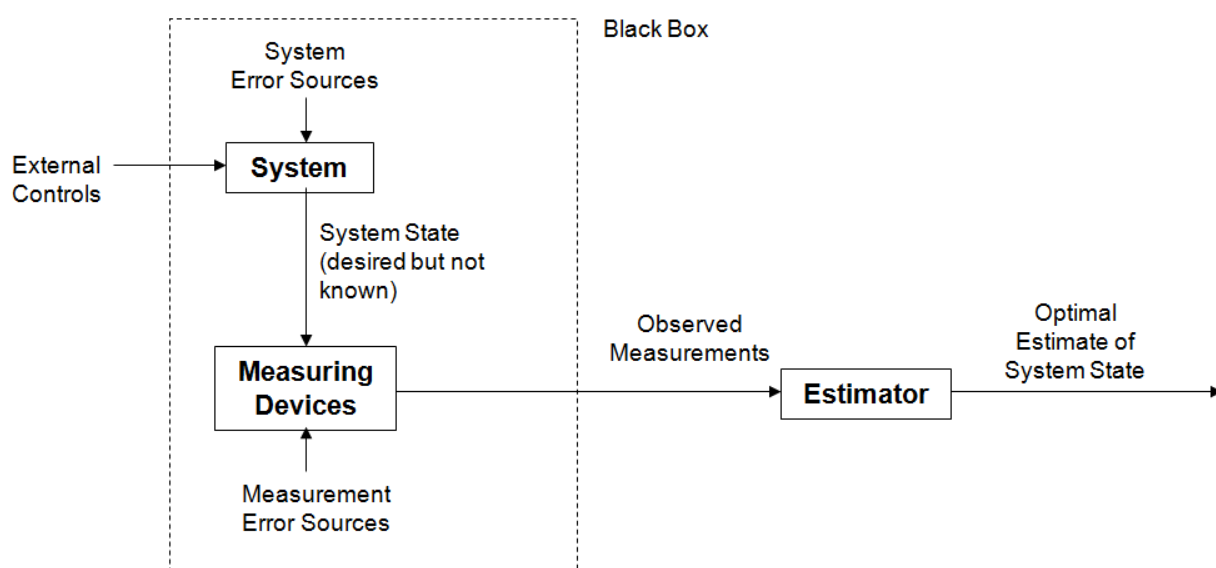 Black Box
System
Error Sources
System
External
Controls
System State
(desired but not
known)
Measuring
Devices
Measurement
Error Sources
Observed
Measurements
Estimator
Optimal
Estimate of
System State